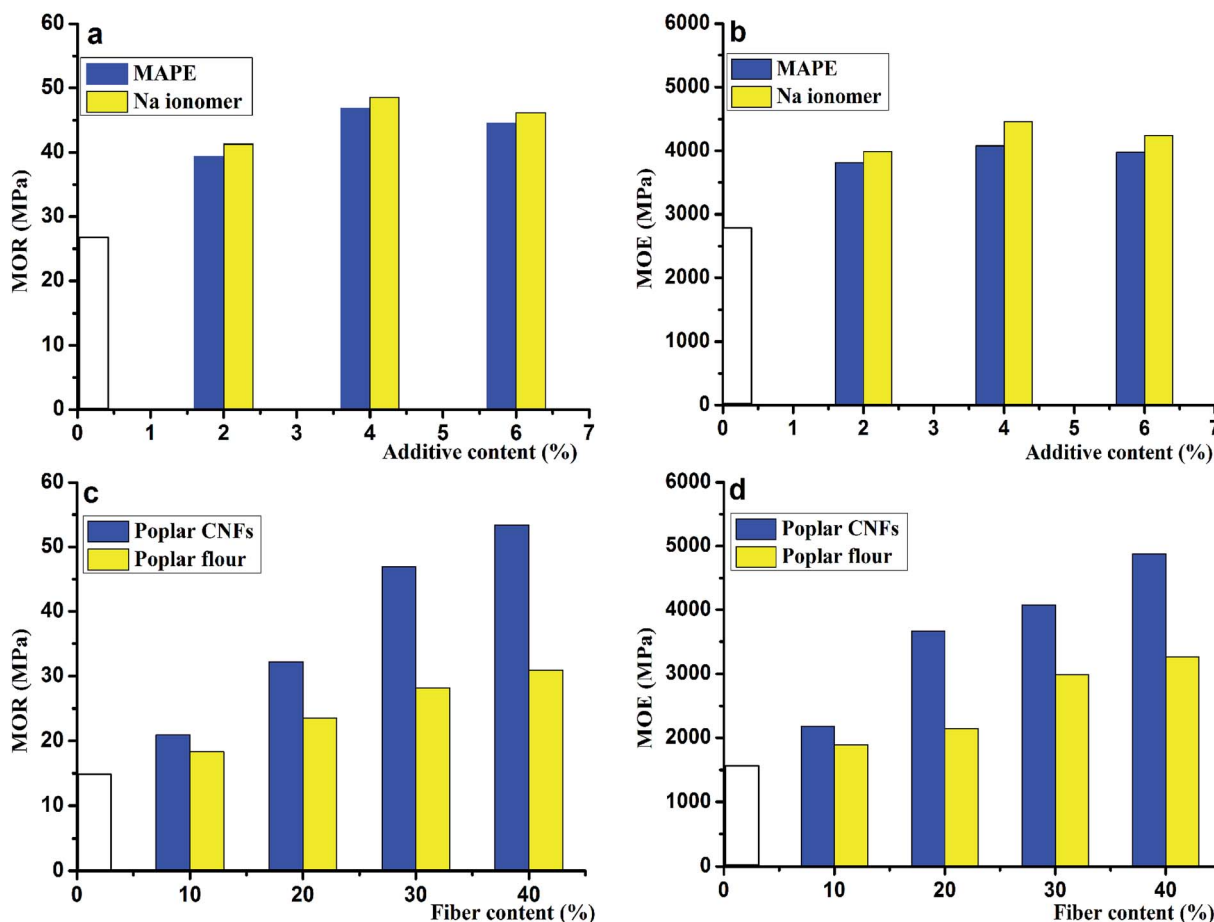 a
MAPE
Na ionomer
MOR (MPa)
60
50
40
30
20
10
0
0 1 2 3 4 5 6 7
Additive content (%)
b
MAPE
Na ionomer
MOE (MPa)
6000
5000
4000
3000
2000
1000
0
0 1 2 3 4 5 6 7
Additive content (%)
c
Poplar CNFs
Poplar flour
MOR (MPa)
60
50
40
30
20
10
0
0 10 20 30 40
Fiber content (%)
d
Poplar CNFs
Poplar flour
MOE (MPa)
6000
5000
4000
3000
2000
1000
0
0 10 20 30 40
Fiber content (%)